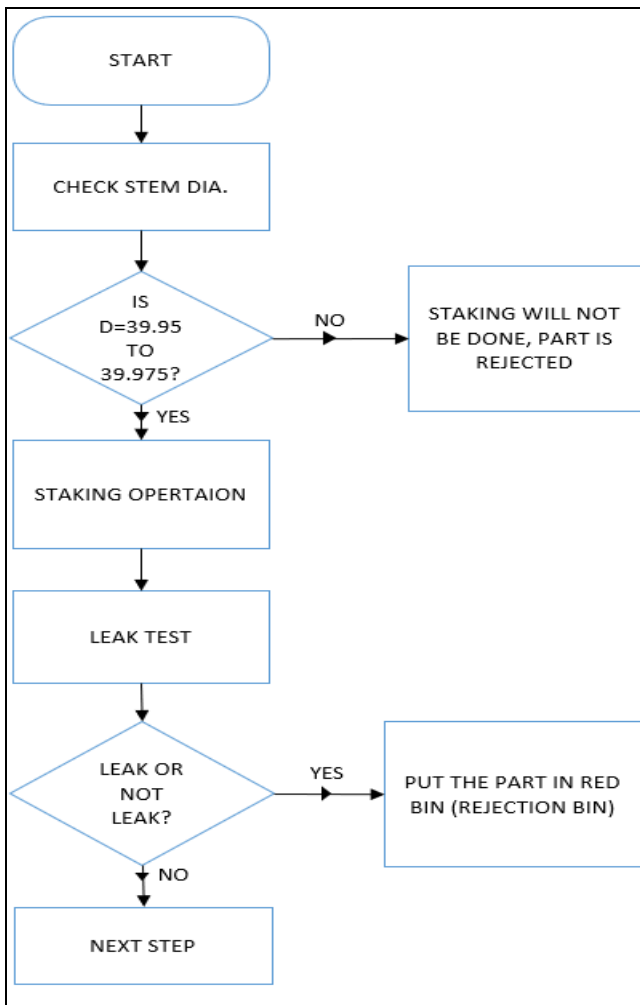 START
CHECK STEM DIA.
IS
D=39.95
TO
39.975?
NO
STAKING WILL NOT
BE DONE, PART IS
REJECTED
YES
STAKING OPERTAION
LEAK TEST
LEAK OR
NOT
LEAK?
YES
PUT THE PART IN RED
BIN (REJECTION BIN)
NO
NEXT STEP